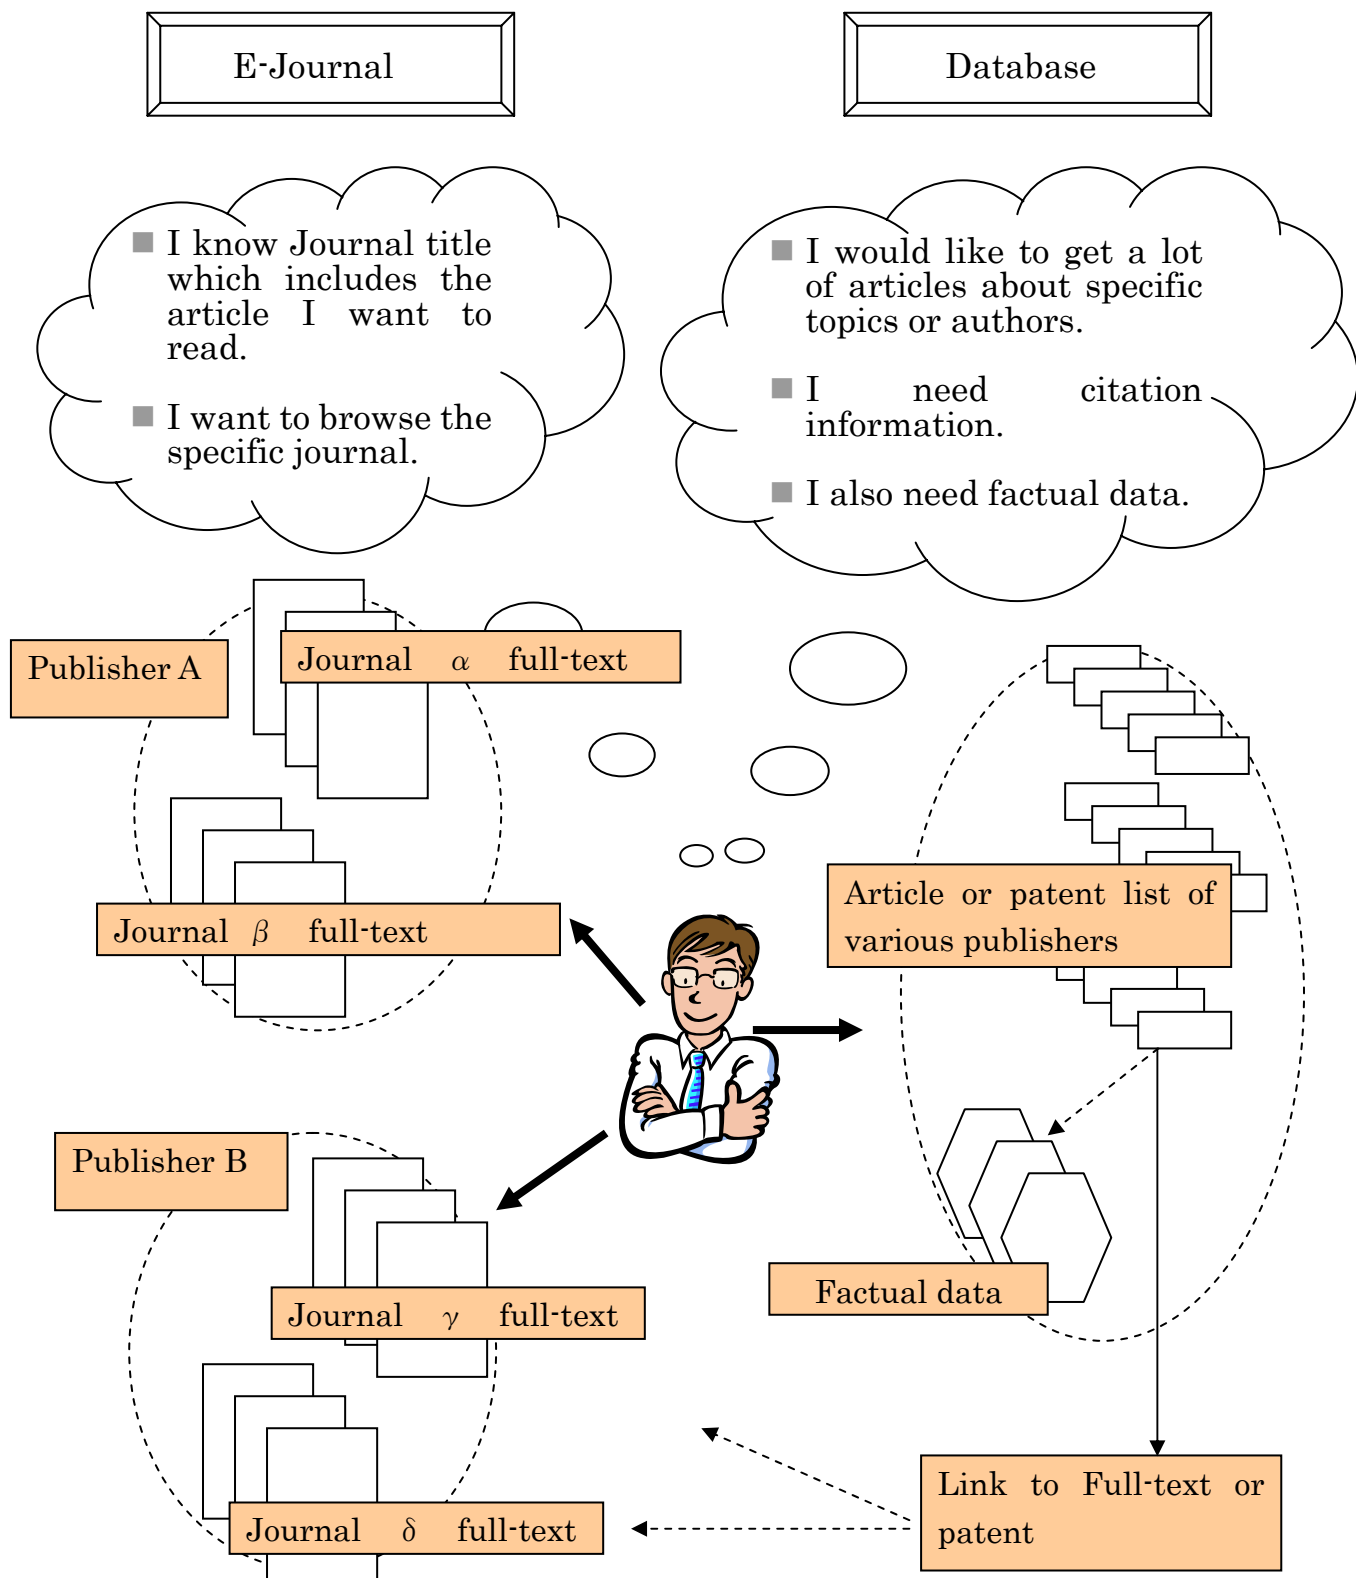 E-Journal
Database
■ I know Journal title
which includes the
article I want to
read.
■ I want to browse the
specific journal.
■ I would like to get a lot
of articles about specific
topics or authors.
■ I need citation
information.
■ I also need factual data.
Publisher A
Journal α full-text
Journal β full-text
Article or patent list of
various publishers
Publisher B
Journal γ full-text
Factual data
Journal δ full-text
Link to Full-text or
patent